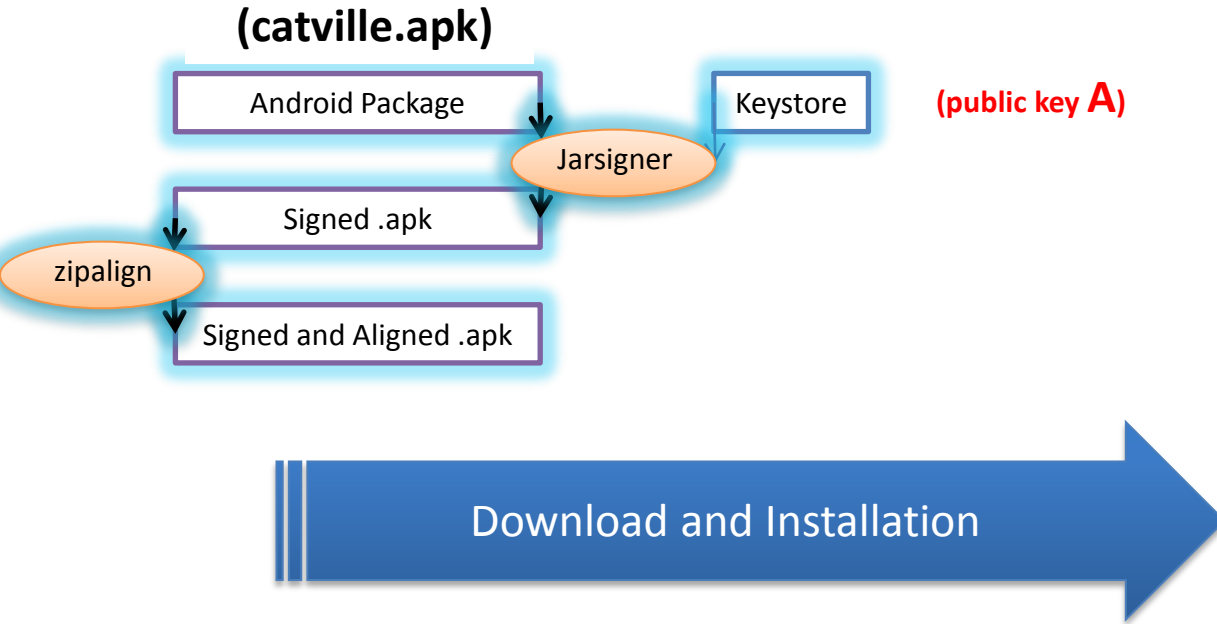 (catville.apk)
Android Package
Keystore
(public key A)
Jarsigner
Signed .apk
zipalign
Signed and Aligned .apk
Download and Installation